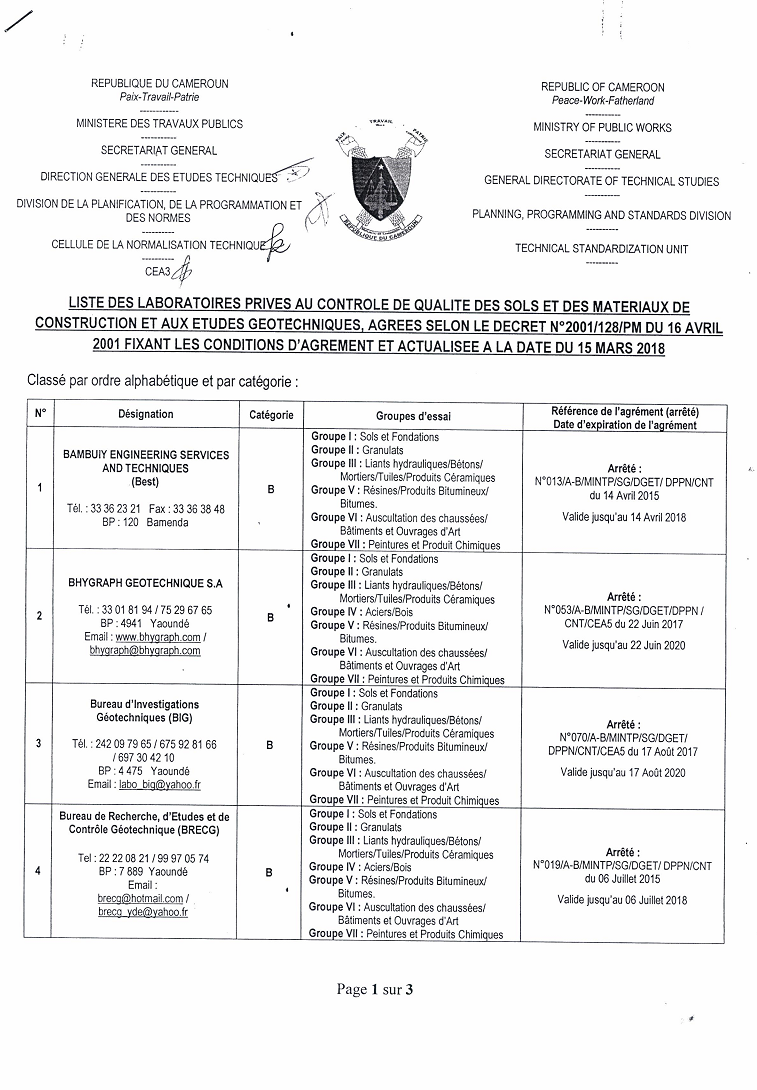 REPUBLIQUE DU CAMEROUN
Paix-Travail-Patrie
------------
MINISTERE DES TRAVAUX PUBLICS
-----------
SECRETARIAT GENERAL
-----------
DIRECTION GENERALE DES ETUDES TECHNIQUES
-----------
DIVISION DE LA PLANIFICATION, DE LA PROGRAMMATION ET
DES NORMES
----------
CELLULE DE LA NORMALISATION TECHNIQUE
----------
CEA3
REPUBLIC OF CAMEROON
Peace-Work-Fatherland
------------
MINISTRY OF PUBLIC WORKS
-----------
SECRETARIAT GENERAL
-----------
GENERAL DIRECTORATE OF TECHNICAL STUDIES
-----------
PLANNING, PROGRAMMING AND STANDARDS DIVISION
-----------
TECHNICAL STANDARDIZATION UNIT
----------
PAIX TRAVAIL PATRIE
REPUBLIQUE DU CAMEROUN
LISTE DES LABORATOIRES PRIVES AU CONTROLE DE QUALITE DES SOLS ET DES MATERIAUX DE
CONSTRUCTION ET AUX ETUDES GEOTECHNIQUES, AGREES SELON LE DECRET N°2001/128/PM DU 16 AVRIL
2001 FIXANT LES CONDITIONS D'AGREMENT ET ACTUALISEE A LA DATE DU 15 MARS 2018
Classé par ordre alphabétique et par catégorie :
N° Désignation Catégorie Groupes d'essai Référence de l'agrément (arrêté)
Date d'expiration de l'agrément
1
BAMBUIY ENGINEERING SERVICES
AND TECHNIQUES
(Best)
Tél. : 33 36 23 21 Fax : 33 36 38 48
BP : 120 Bamenda
B
Groupe I : Sols et Fondations
Groupe II : Granulats
Groupe III : Liants hydrauliques/Bétons/
Mortiers/Tuiles/Produits Céramiques
Groupe V : Résines/Produits Bitumineux/
Bitumes.
Groupe VI : Auscultation des chaussées/
Bâtiments et Ouvrages d'Art
Groupe VII : Peintures et Produit Chimiques
Arrêté :
N°013/A-B/MINTP/SG/DGET/ DPPN/CNT
du 14 Avril 2015
Valide jusqu'au 14 Avril 2018
2
BHYGRAPH GEOTECHNIQUE S.A
Tél. : 33 01 81 94 / 75 29 67 65
BP : 4941 Yaoundé
Email : www.bhygraph.com /
bhygraph@bhygraph.com
B
Groupe I : Sols et Fondations
Groupe II : Granulats
Groupe III : Liants hydrauliques/Bétons/
Mortiers/Tuiles/Produits Céramiques
Groupe IV : Aciers/Bois
Groupe V : Résines/Produits Bitumineux/
Bitumes.
Groupe VI : Auscultation des chaussées/
Bâtiments et Ouvrages d'Art
Groupe VII : Peintures et Produits Chimiques
Arrêté :
N°053/A-B/MINTP/SG/DGET/DPPN /
CNT/CEA5 du 22 Juin 2017
Valide jusqu'au 22 Juin 2020
3
Bureau d'Investigations
Géotechniques (BIG)
Tél. : 242 09 79 65 / 675 92 81 66
/ 697 30 42 10
BP : 4 475 Yaoundé
Email : labo_big@yahoo.fr
B
Groupe I : Sols et Fondations
Groupe II : Granulats
Groupe III : Liants hydrauliques/Bétons/
Mortiers/Tuiles/Produits Céramiques
Groupe V : Résines/Produits Bitumineux/
Bitumes.
Groupe VI : Auscultation des chaussées/
Bâtiments et Ouvrages d'Art
Groupe VII : Peintures et Produit Chimiques
Arrêté :
N°070/A-B/MINTP/SG/DGET/
DPPN/CNT/CEA5 du 17 Août 2017
Valide jusqu'au 17 Août 2020
4
Bureau de Recherche, d'Etudes et de
Contrôle Géotechnique (BRECG)
Tel : 22 22 08 21 / 99 97 05 74
BP : 7 889 Yaoundé
Email :
brecg@hotmail.com /
brecg_yde@yahoo.fr
B
Groupe I : Sols et Fondations
Groupe II : Granulats
Groupe III : Liants hydrauliques/Bétons/
Mortiers/Tuiles/Produits Céramiques
Groupe IV : Aciers/Bois
Groupe V : Résines/Produits Bitumineux/
Bitumes.
Groupe VI : Auscultation des chaussées/
Bâtiments et Ouvrages d'Art
Groupe VII : Peintures et Produits Chimiques
Arrêté :
N°019/A-B/MINTP/SG/DGET/ DPPN/CNT
du 06 Juillet 2015
Valide jusqu'au 06 Juillet 2018
Page 1 sur 3